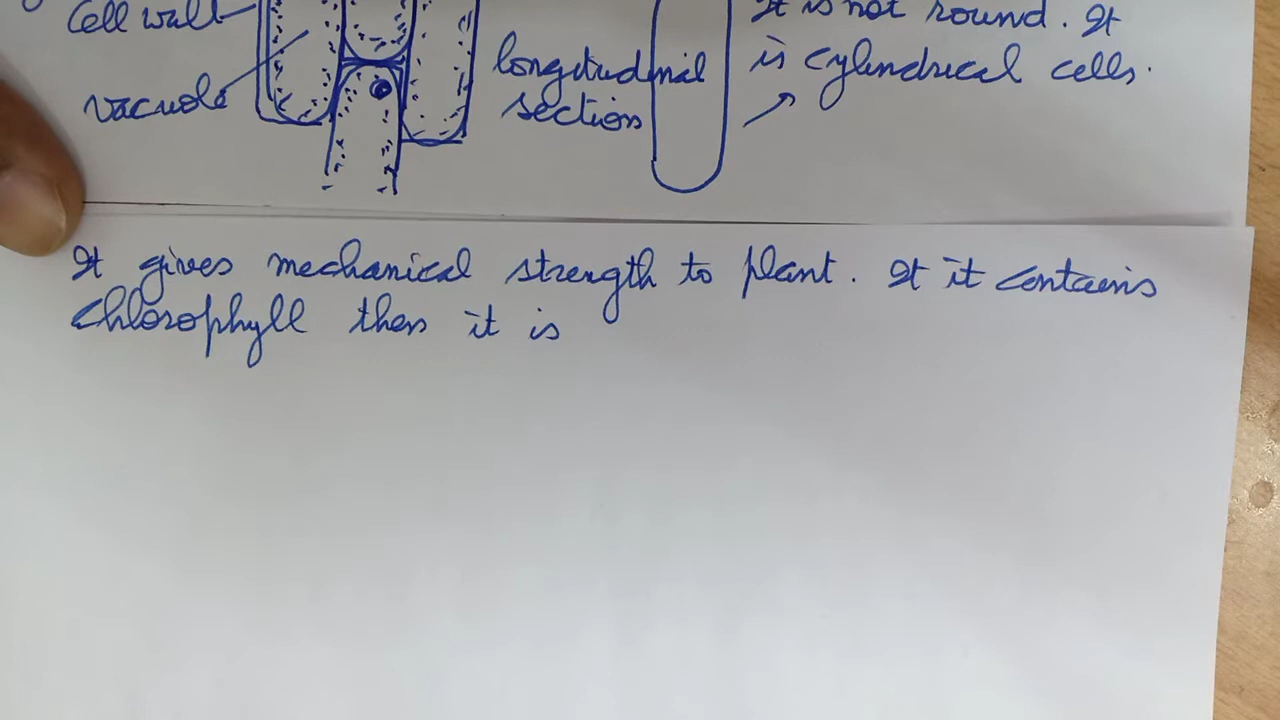 Cell wall
vacuole
longitudinal
section
It is not round. It
is cylindrical cells.
It gives mechanical strength to plant. It it contains
chlorophyll then it is